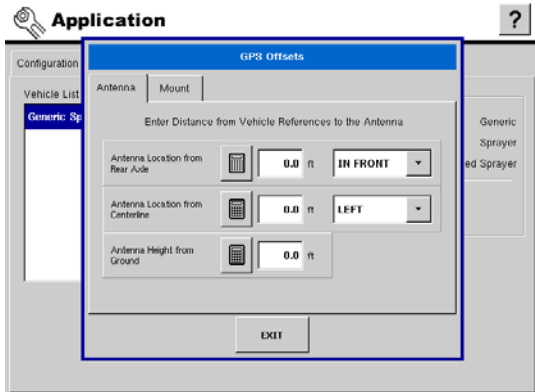 Application
?
GPS Offsets
Configuration
Antenna
Mount
Vehicle List
Generic Sp
Enter Distance from Vehicle References to the Antenna
Generic
Sprayer
ed Sprayer
Antenna Location from
Rear Axle
0.0 ft
IN FRONT
Antenna Location from
Centerline
0.0 ft
LEFT
Antenna Height from
Ground
0.0 ft
EXIT